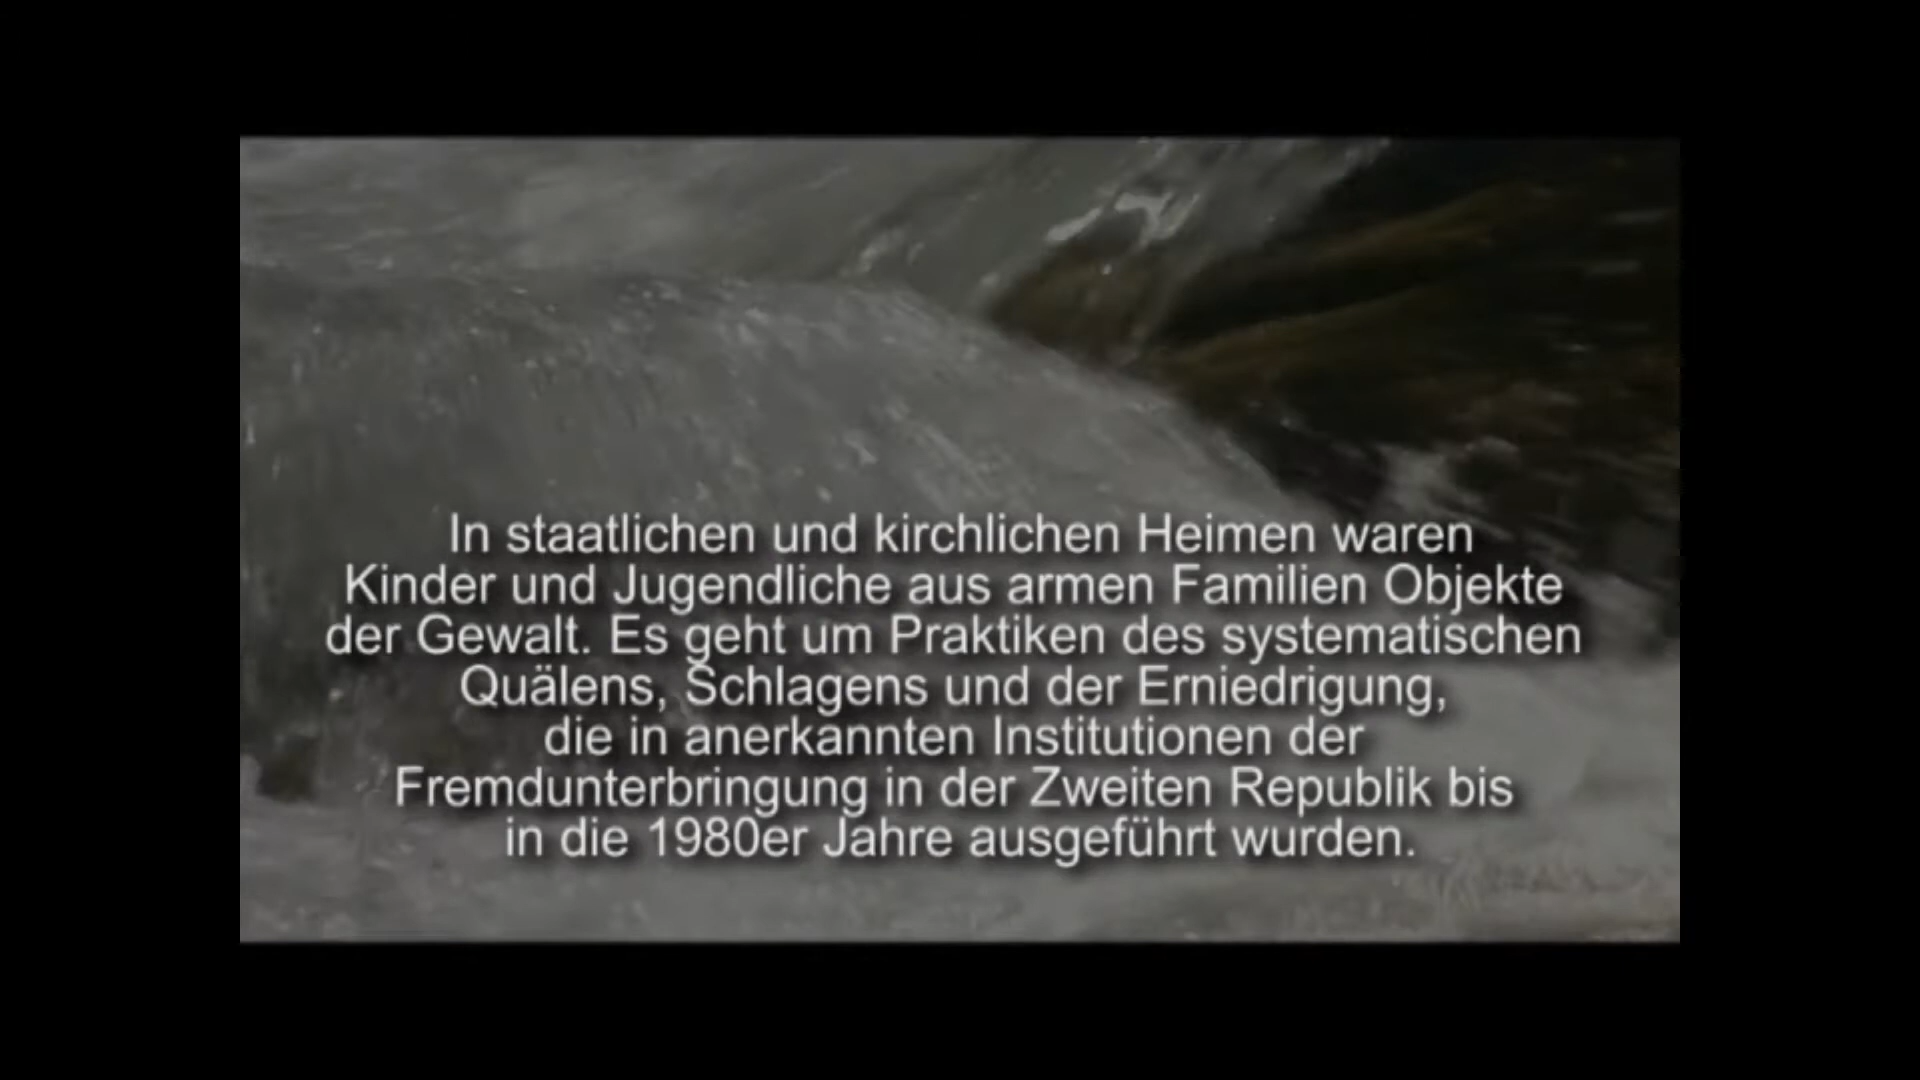 In staatlichen und kirchlichen Heimen waren
Kinder und Jugendliche aus armen Familien Objekte
der Gewalt. Es geht um Praktiken des systematischen
Quälens, Schlagens und der Erniedrigung,
die in anerkannten Institutionen der
Fremdunterbringung in der Zweiten Republik bis
in die 1980er Jahre ausgeführt wurden.